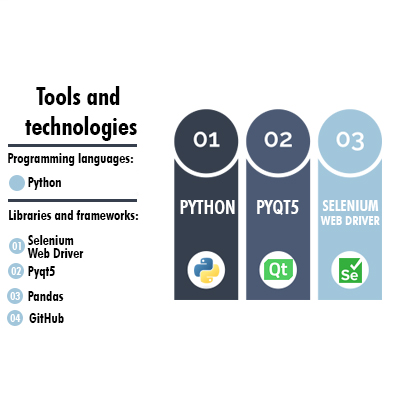 Tools and
technologies
Programming languages:
Python
Libraries and frameworks:
01 Selenium
Web Driver
02 Pyqt5
03 Pandas
04 GitHub
01
PYTHON
02
PYQT5
Qt
03
SELENIUM
WEB DRIVER
Se